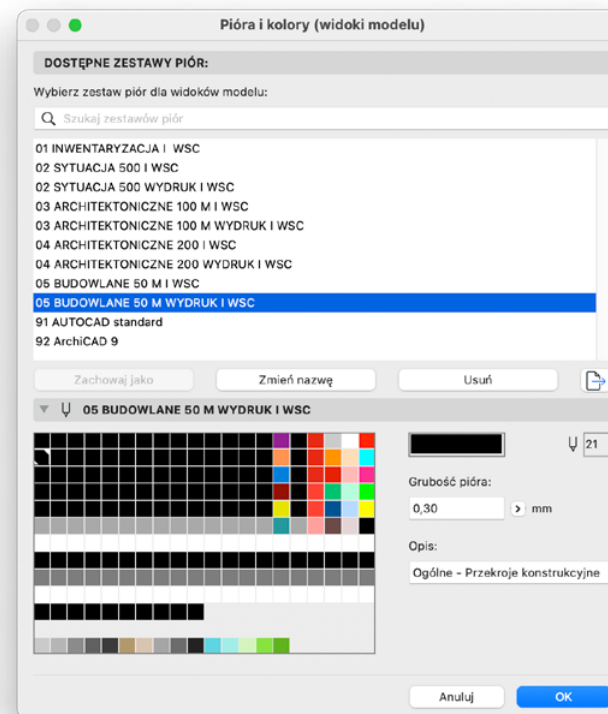 Pióra i kolory (widoki modelu)
DOSTĘPNE ZESTAWY PIÓR:
Wybierz zestaw piór dla widoków modelu:
Szukaj zestawów piór
01 INWENTARYZACJA I WSC
02 SYTUACJA 500 I WSC
02 SYTUACJA 500 WYDRUK I WSC
03 ARCHITEKTONICZNE 100 M I WSC
03 ARCHITEKTONICZNE 100 M WYDRUK I WSC
04 ARCHITEKTONICZNE 200 I WSC
04 ARCHITEKTONICZNE 200 WYDRUK I WSC
05 BUDOWLANE 50 M I WSC
05 BUDOWLANE 50 M WYDRUK I WSC
91 AUTOCAD standard
92 ArchiCAD 9
Zachowaj jako Zmień nazwę Usuń
05 BUDOWLANE 50 M WYDRUK I WSC
21
Grubość pióra:
0,30 mm
Opis:
Ogólne - Przekroje konstrukcyjne
Anuluj OK